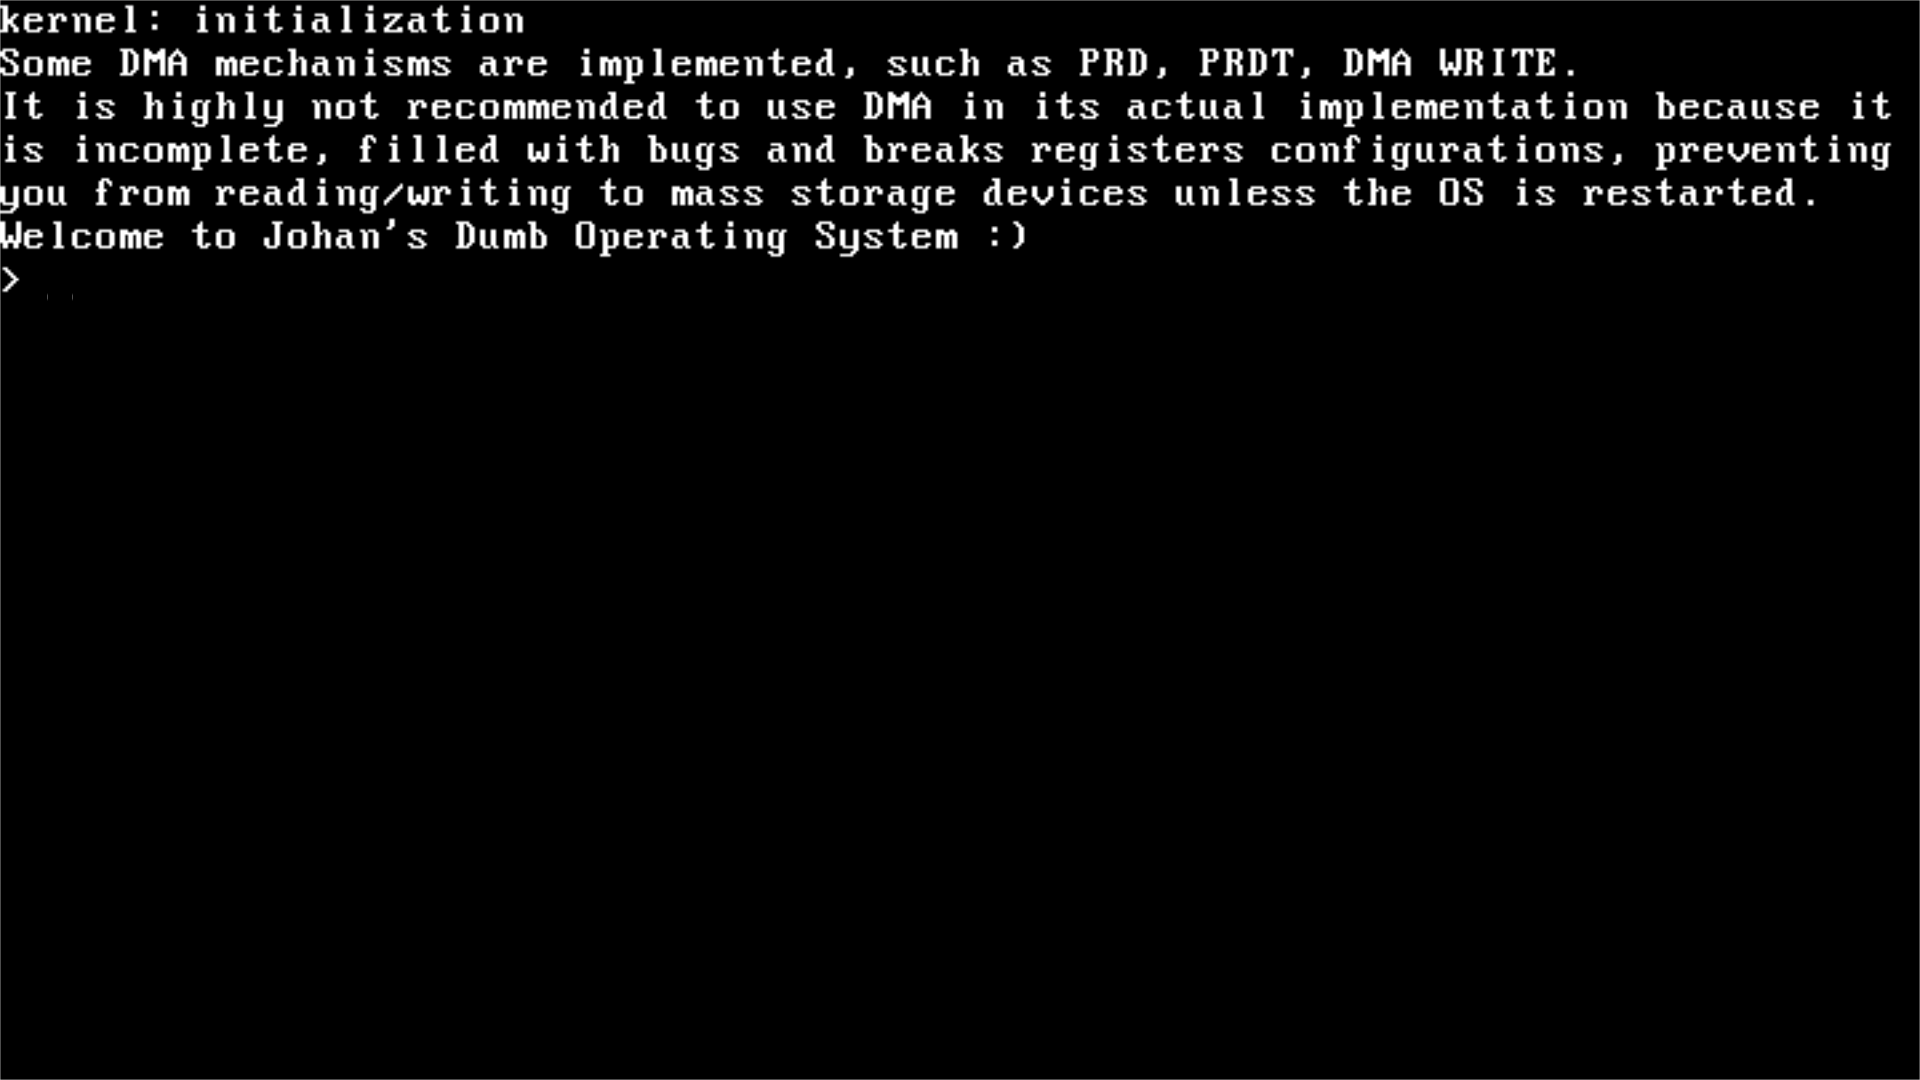 kernel: initialization
Some DMA mechanisms are implemented, such as PRD, PRDT, DMA WRITE.
It is highly not recommended to use DMA in its actual implementation because it
is incomplete, filled with bugs and breaks registers configurations, preventing
you from reading/writing to mass storage devices unless the OS is restarted.
Welcome to Johan's Dumb Operating System :)
>